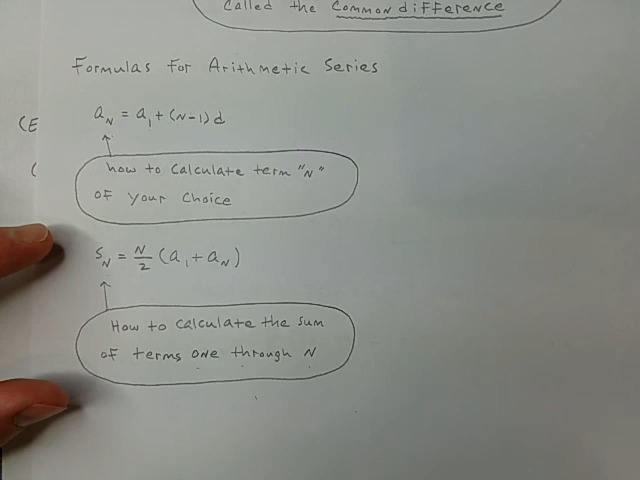 called the common difference
Formulas For Arithmetic Series
a_N = a_1 + (N-1)d
(E
(
how to calculate term "N"
of your choice
S_N = N/2 (a_1 + a_N)
How to calculate the sum
of terms one through N